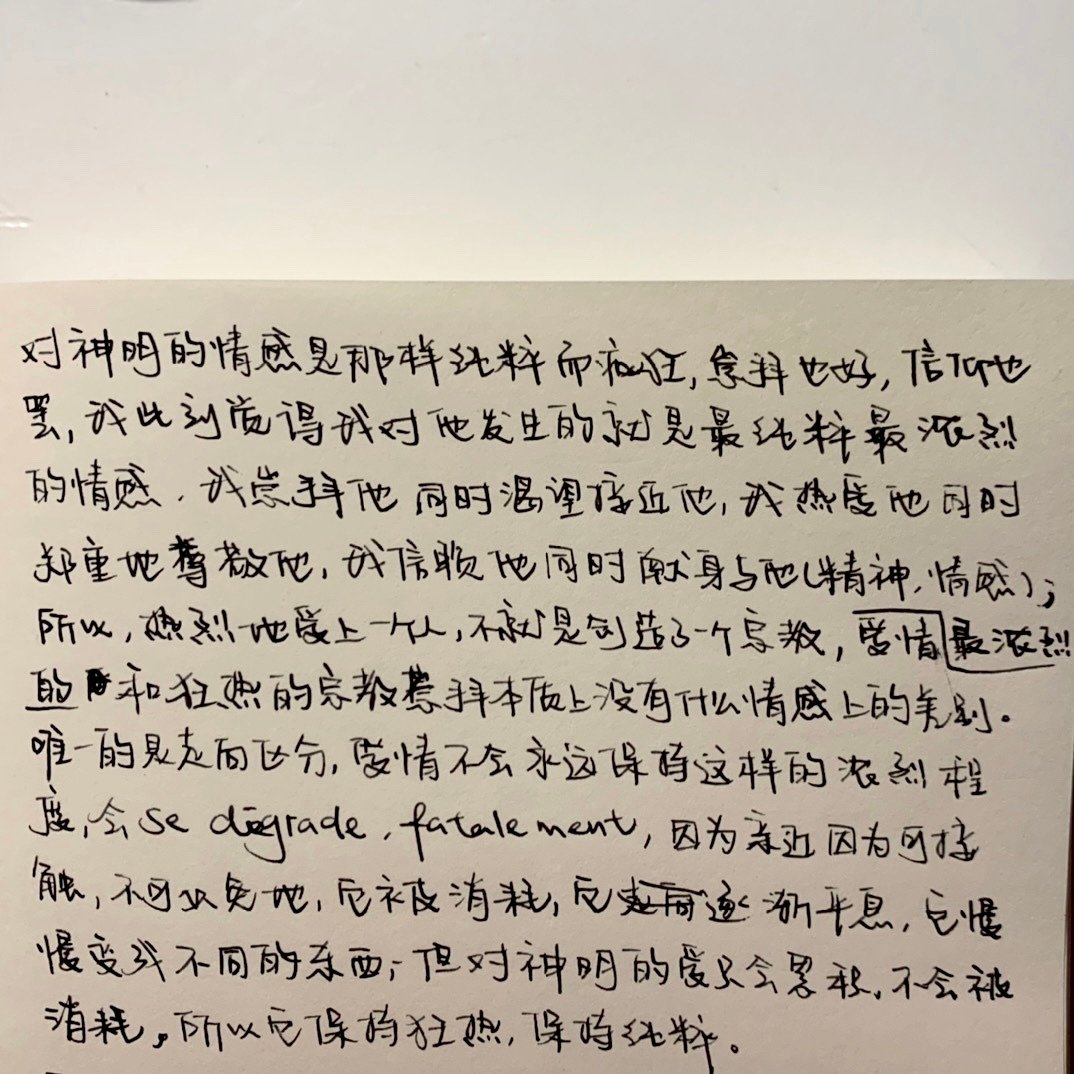 对神明的情感是那样纯粹而疯狂，崇拜也好，信仰也
罢，我此刻觉得我对他发生的就是最纯粹最浓烈
的情感。我崇拜他同时渴望接近他，我热爱他同时
郑重地尊敬他，我信赖他同时献身与他（精神，情感）；
所以，热烈地爱上一个人，不就是创造了一个宗教，爱情最浓烈
的和狂热的宗教崇拜本质上没有什么情感上的差别。
唯一的是走向区分，爱情不会永远保持这样的浓烈程
度，会 se dégrade, fatalement，因为亲近因为可接
触，不可以免地，它被消耗，它逐渐平息，它慢
慢变成不同的东西；但对神明的爱只会累积，不会被
消耗。所以它保持狂热，保持纯粹。